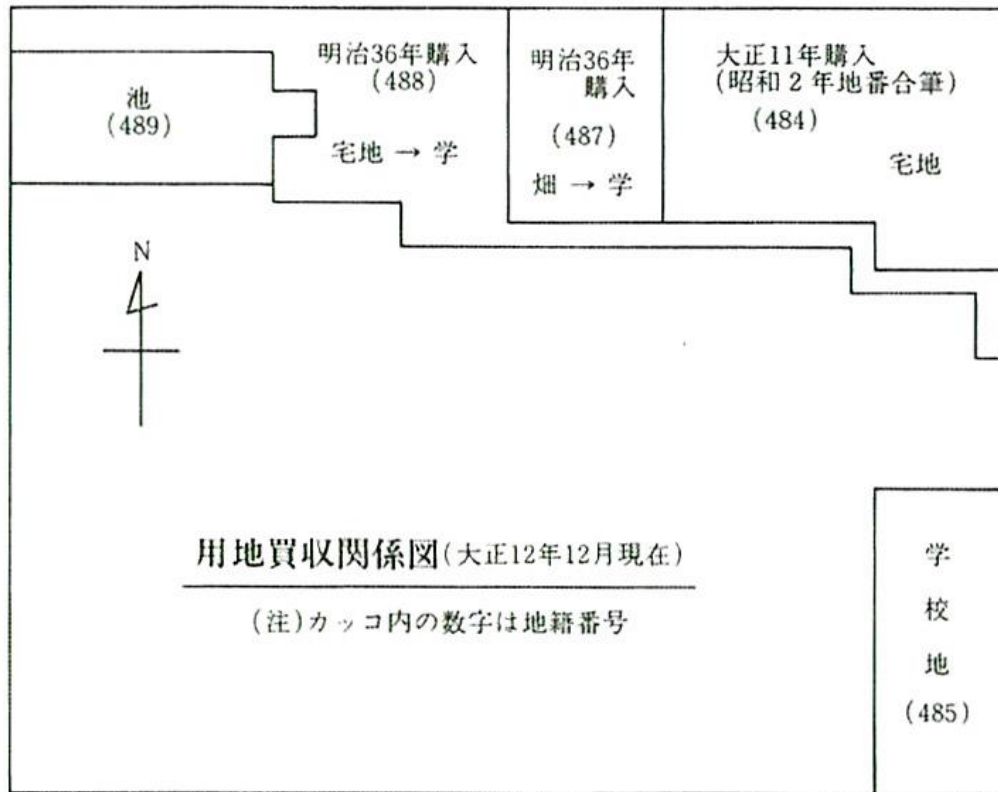 明治36年購入
(488)
宅地 → 学
池
(489)
明治36年
購入
(487)
畑 → 学
大正11年購入
(昭和2年地番合筆)
(484)
宅地
N
用地買収関係図(大正12年12月現在)
(注)カッコ内の数字は地籍番号
学
校
地
(485)